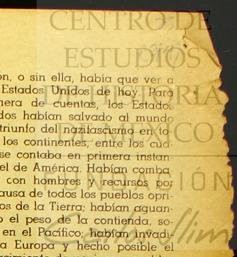 CENTRO DE
ESTUDIOS
on, o sin ella, había que ver a
Estados Unidos de hoy. Para
nera de cuentas, los Estados
dos habían salvado al mundo
triunfo del nazifascismo en to-
los continentes, entre los cua-
se contaba en primera instan
el de América. Habían comba
con hombres y recursos por
ausa de todos los pueblos opri-
os de la Tierra; habían aguan-
o el peso de la contienda, so-
en el Pacífico; habían invadi-
a Europa y hecho posible el